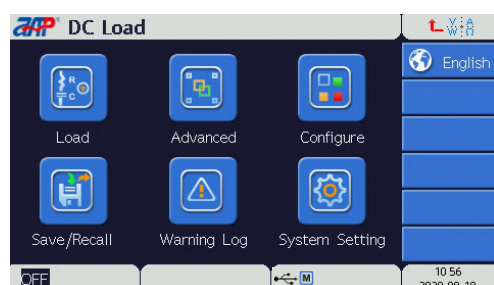 DC Load
V A
W Ω
English
R
C
Load
Advanced
Configure
Save/Recall
Warning Log
System Setting
OFF
M
10 56